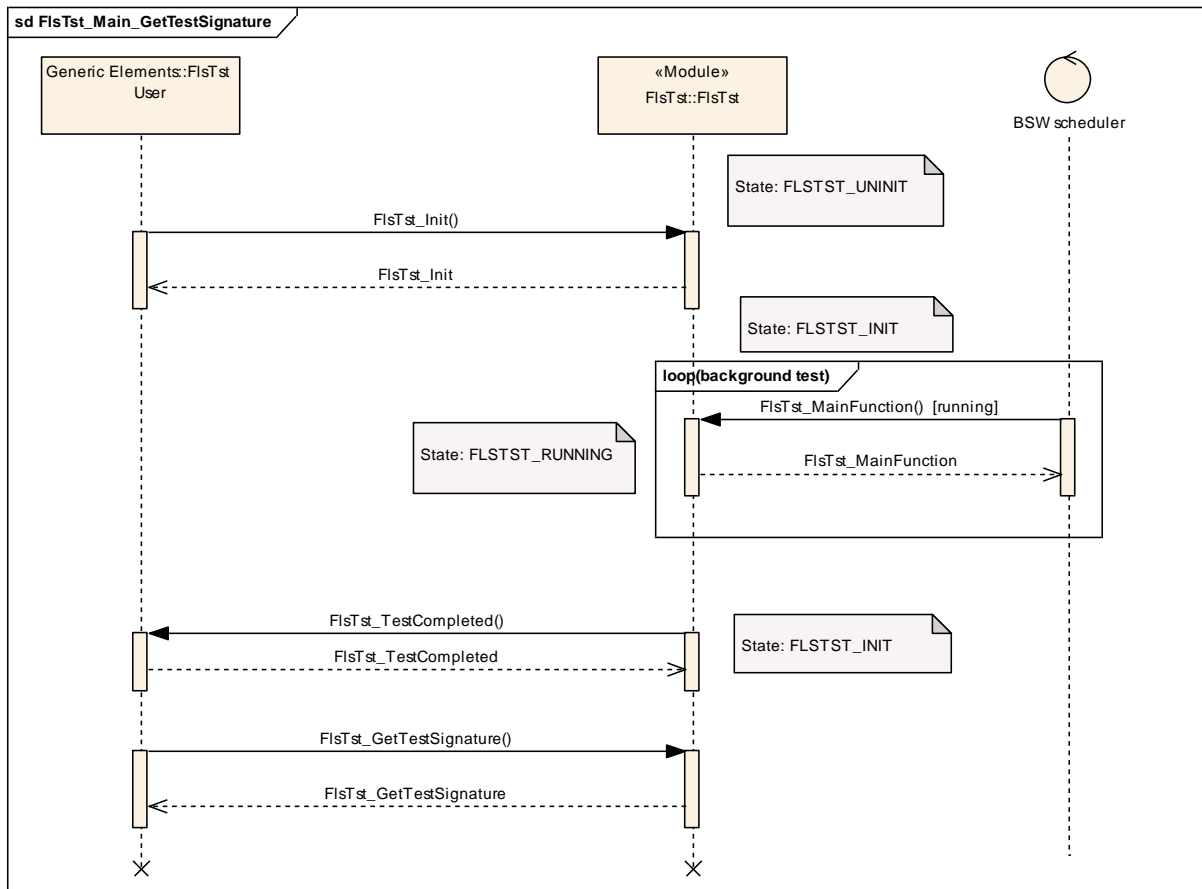 sd FlsTst_Main_GetTestSignature
Generic Elements::FlsTst
User
«Module»
FlsTst::FlsTst
BSW scheduler
State: FLSTST_UNINIT
FlsTst_Init()
FlsTst_Init
State: FLSTST_INIT
loop(background test)
FlsTst_MainFunction() [running]
State: FLSTST_RUNNING
FlsTst_MainFunction
FlsTst_TestCompleted()
State: FLSTST_INIT
FlsTst_TestCompleted
FlsTst_GetTestSignature()
FlsTst_GetTestSignature